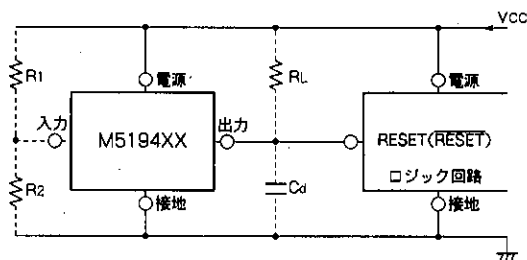 VCC
R1
電源
RL
電源
入力
M5194XX
出力
RESET(RESET)
R2
Cd
ロジック回路
接地
接地